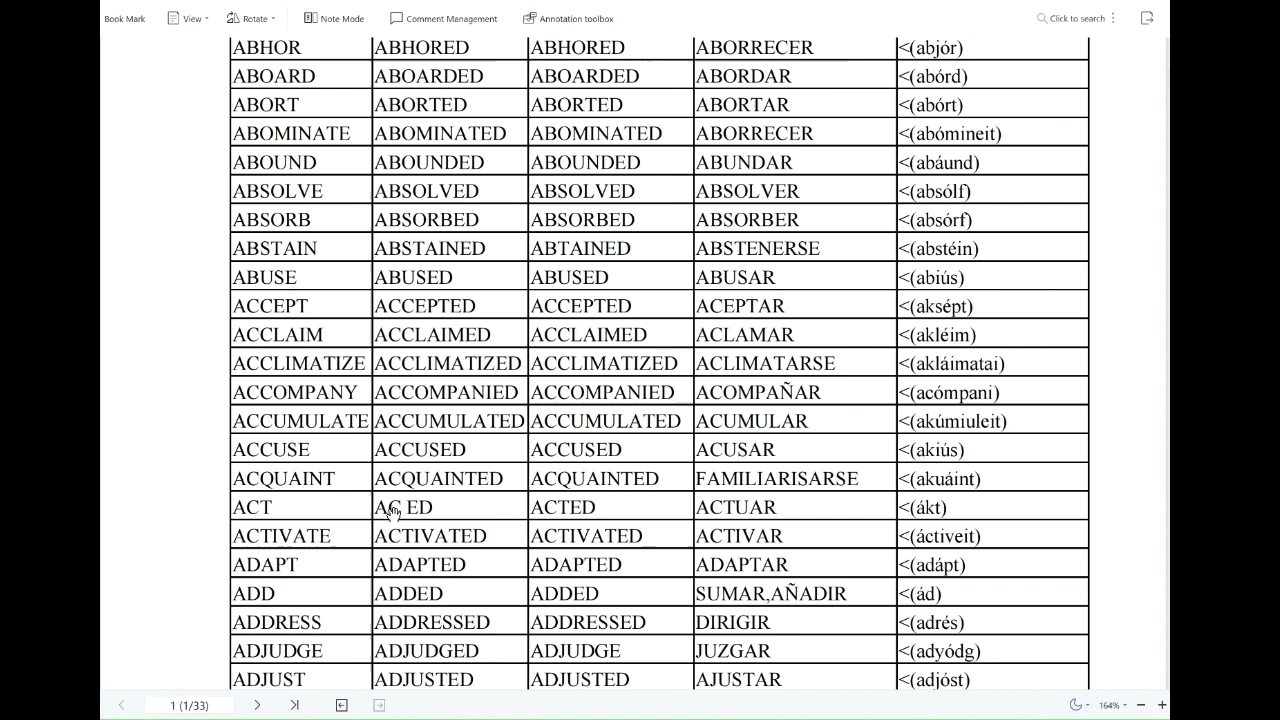 Book Mark View Rotate Note Mode Comment Management Annotation toolbox Click to search
ABHOR ABHORED ABHORED ABORRECER <(abjór)
ABOARD ABOARDED ABOARDED ABORDAR <(abórd)
ABORT ABORTED ABORTED ABORTAR <(abórt)
ABOMINATE ABOMINATED ABOMINATED ABORRECER <(abómineit)
ABOUND ABOUNDED ABOUNDED ABUNDAR <(abáund)
ABSOLVE ABSOLVED ABSOLVED ABSOLVER <(absólf)
ABSORB ABSORBED ABSORBED ABSORBER <(absórf)
ABSTAIN ABSTAINED ABTAINED ABSTENERSE <(abstéin)
ABUSE ABUSED ABUSED ABUSAR <(abiús)
ACCEPT ACCEPTED ACCEPTED ACEPTAR <(aksépt)
ACCLAIM ACCLAIMED ACCLAIMED ACLAMAR <(akléim)
ACCLIMATIZE ACCLIMATIZED ACCLIMATIZED ACLIMATARSE <(akláimatai)
ACCOMPANY ACCOMPANIED ACCOMPANIED ACOMPAÑAR <(acómpani)
ACCUMULATE ACCUMULATED ACCUMULATED ACUMULAR <(akúmiuleit)
ACCUSE ACCUSED ACCUSED ACUSAR <(akiús)
ACQUAINT ACQUAINTED ACQUAINTED FAMILIARISARSE <(akuáint)
ACT ACTED ACTUAR <(ákt)
ACTIVATE ACTIVATED ACTIVATED ACTIVAR <(áctiveit)
ADAPT ADAPTED ADAPTED ADAPTAR <(adápt)
ADD ADDED ADDED SUMAR,AÑADIR <(ád)
ADDRESS ADDRESSED ADDRESSED DIRIGIR <(adrés)
ADJUDGE ADJUDGED ADJUDGE JUZGAR <(adyódg)
ADJUST ADJUSTED ADJUSTED AJUSTAR <(adjóst)
1 (1/33) 164%